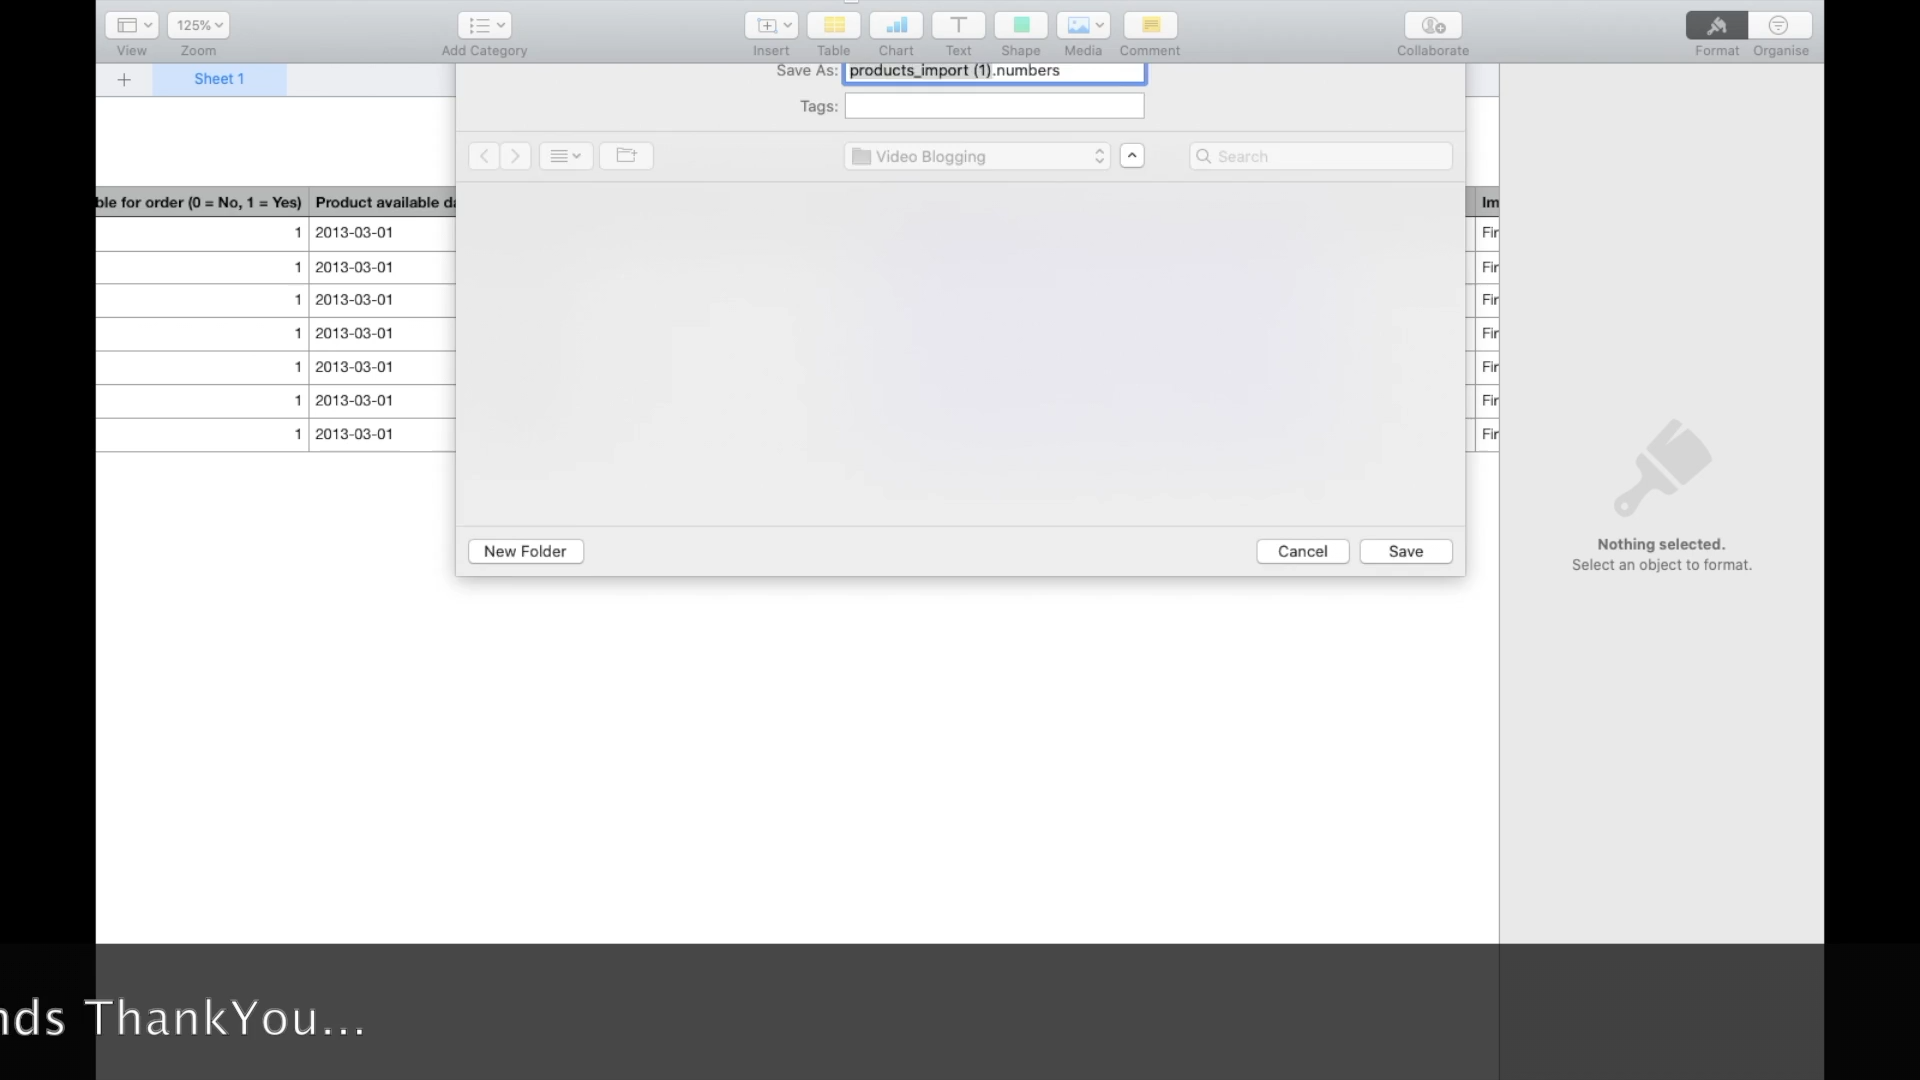 125%
View
Zoom
Add Category
Insert
Table
Chart
Text
Shape
Media
Comment
Collaborate
Format
Organise
Sheet 1
Save As: products_import (1).numbers
Tags:
Video Blogging
Search
ble for order (0 = No, 1 = Yes) Product available da Im
1 2013-03-01 Fir
1 2013-03-01 Fir
1 2013-03-01 Fir
1 2013-03-01 Fir
1 2013-03-01 Fir
1 2013-03-01 Fir
1 2013-03-01 Fir
New Folder
Cancel
Save
Nothing selected.
Select an object to format.
nds ThankYou...